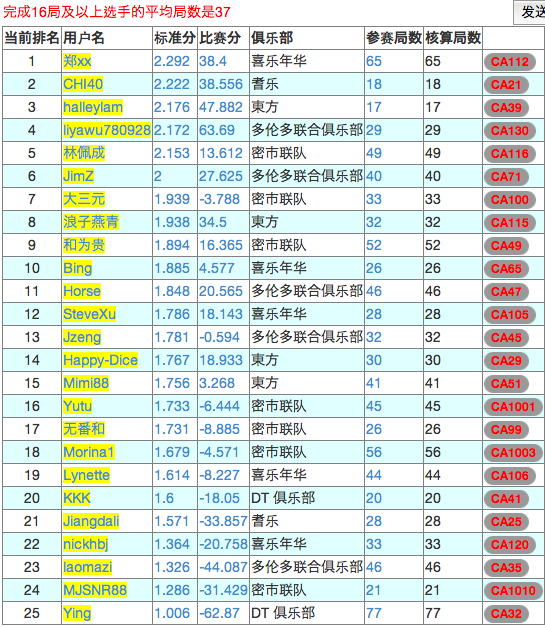 完成16局及以上选手的平均局数是37
发送
当前排名 用户名 标准分 比赛分 俱乐部 参赛局数 核算局数
1 郑xx 2.292 38.4 喜乐年华 65 65 CA112
2 CHI40 2.222 38.556 耆乐 18 18 CA21
3 halleylam 2.176 47.882 東方 17 17 CA39
4 liyawu780928 2.172 63.69 多伦多联合俱乐部 29 29 CA130
5 林佩成 2.153 13.612 密市联队 49 49 CA116
6 JimZ 2 27.625 多伦多联合俱乐部 40 40 CA71
7 大三元 1.939 -3.788 密市联队 33 33 CA100
8 浪子燕青 1.938 34.5 東方 32 32 CA115
9 和为贵 1.894 16.365 密市联队 52 52 CA49
10 Bing 1.885 4.577 喜乐年华 26 26 CA65
11 Horse 1.848 20.565 多伦多联合俱乐部 46 46 CA47
12 SteveXu 1.786 18.143 喜乐年华 28 28 CA105
13 Jzeng 1.781 -0.594 多伦多联合俱乐部 32 32 CA45
14 Happy-Dice 1.767 18.933 東方 30 30 CA29
15 Mimi88 1.756 3.268 東方 41 41 CA51
16 Yutu 1.733 -6.444 密市联队 45 45 CA1001
17 无番和 1.731 -8.885 密市联队 26 26 CA99
18 Morina1 1.679 -4.571 密市联队 56 56 CA1003
19 Lynette 1.614 -8.227 喜乐年华 44 44 CA106
20 KKK 1.6 -18.05 DT 俱乐部 20 20 CA41
21 Jiangdali 1.571 -33.857 耆乐 28 28 CA25
22 nickhbj 1.364 -20.758 喜乐年华 33 33 CA120
23 laomazi 1.326 -44.087 多伦多联合俱乐部 46 46 CA35
24 MJSNR88 1.286 -31.429 密市联队 21 21 CA1010
25 Ying 1.006 -62.87 DT 俱乐部 77 77 CA32